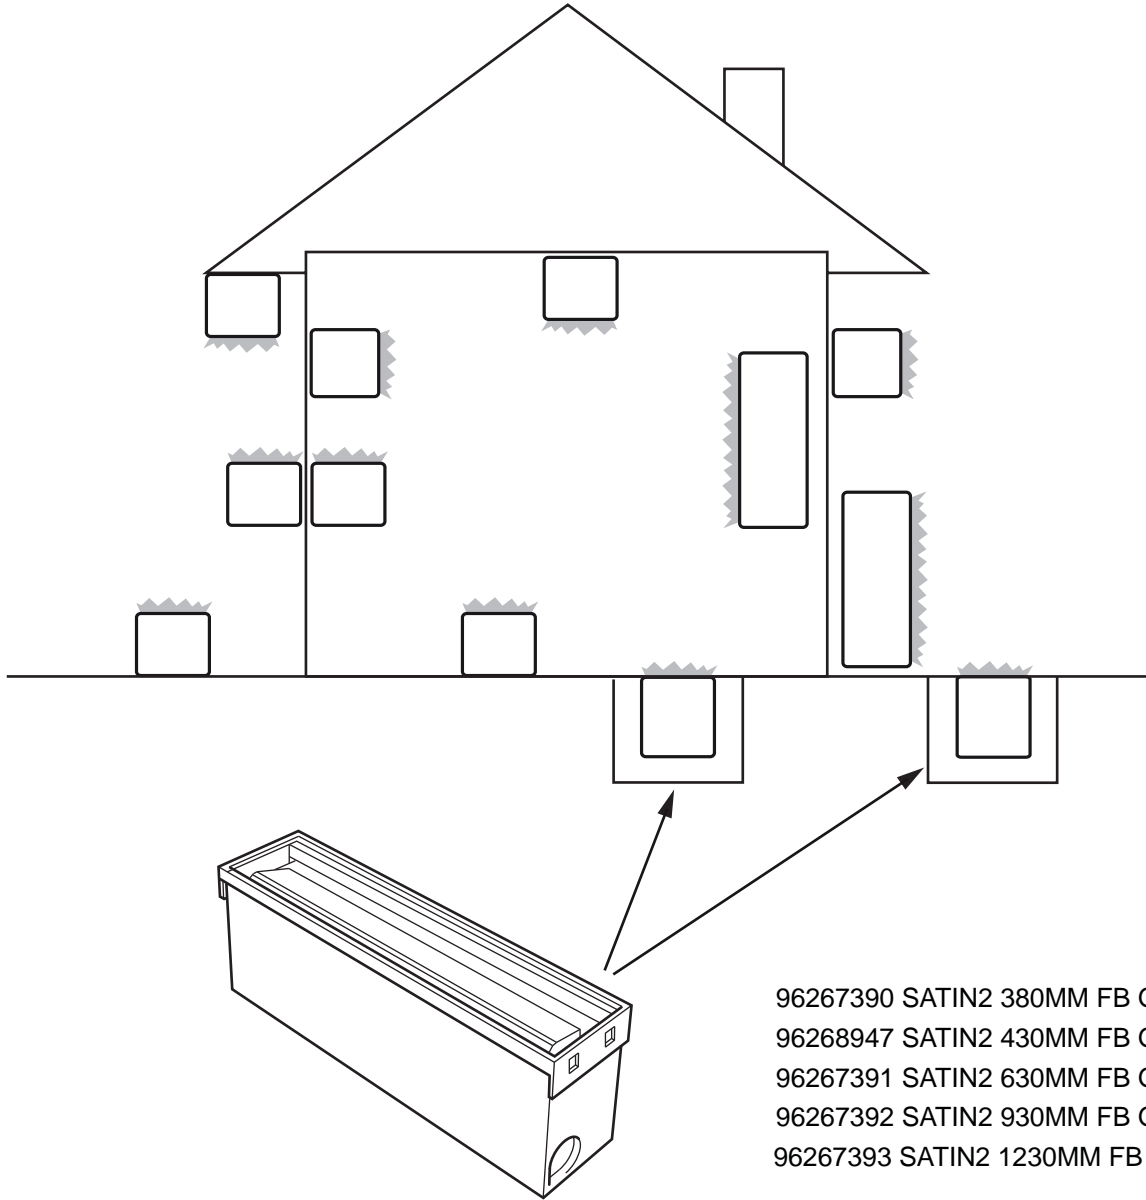 96267390 SATIN2 380MM FB
96268947 SATIN2 430MM FB
96267391 SATIN2 630MM FB
96267392 SATIN2 930MM FB
96267393 SATIN2 1230MM FB